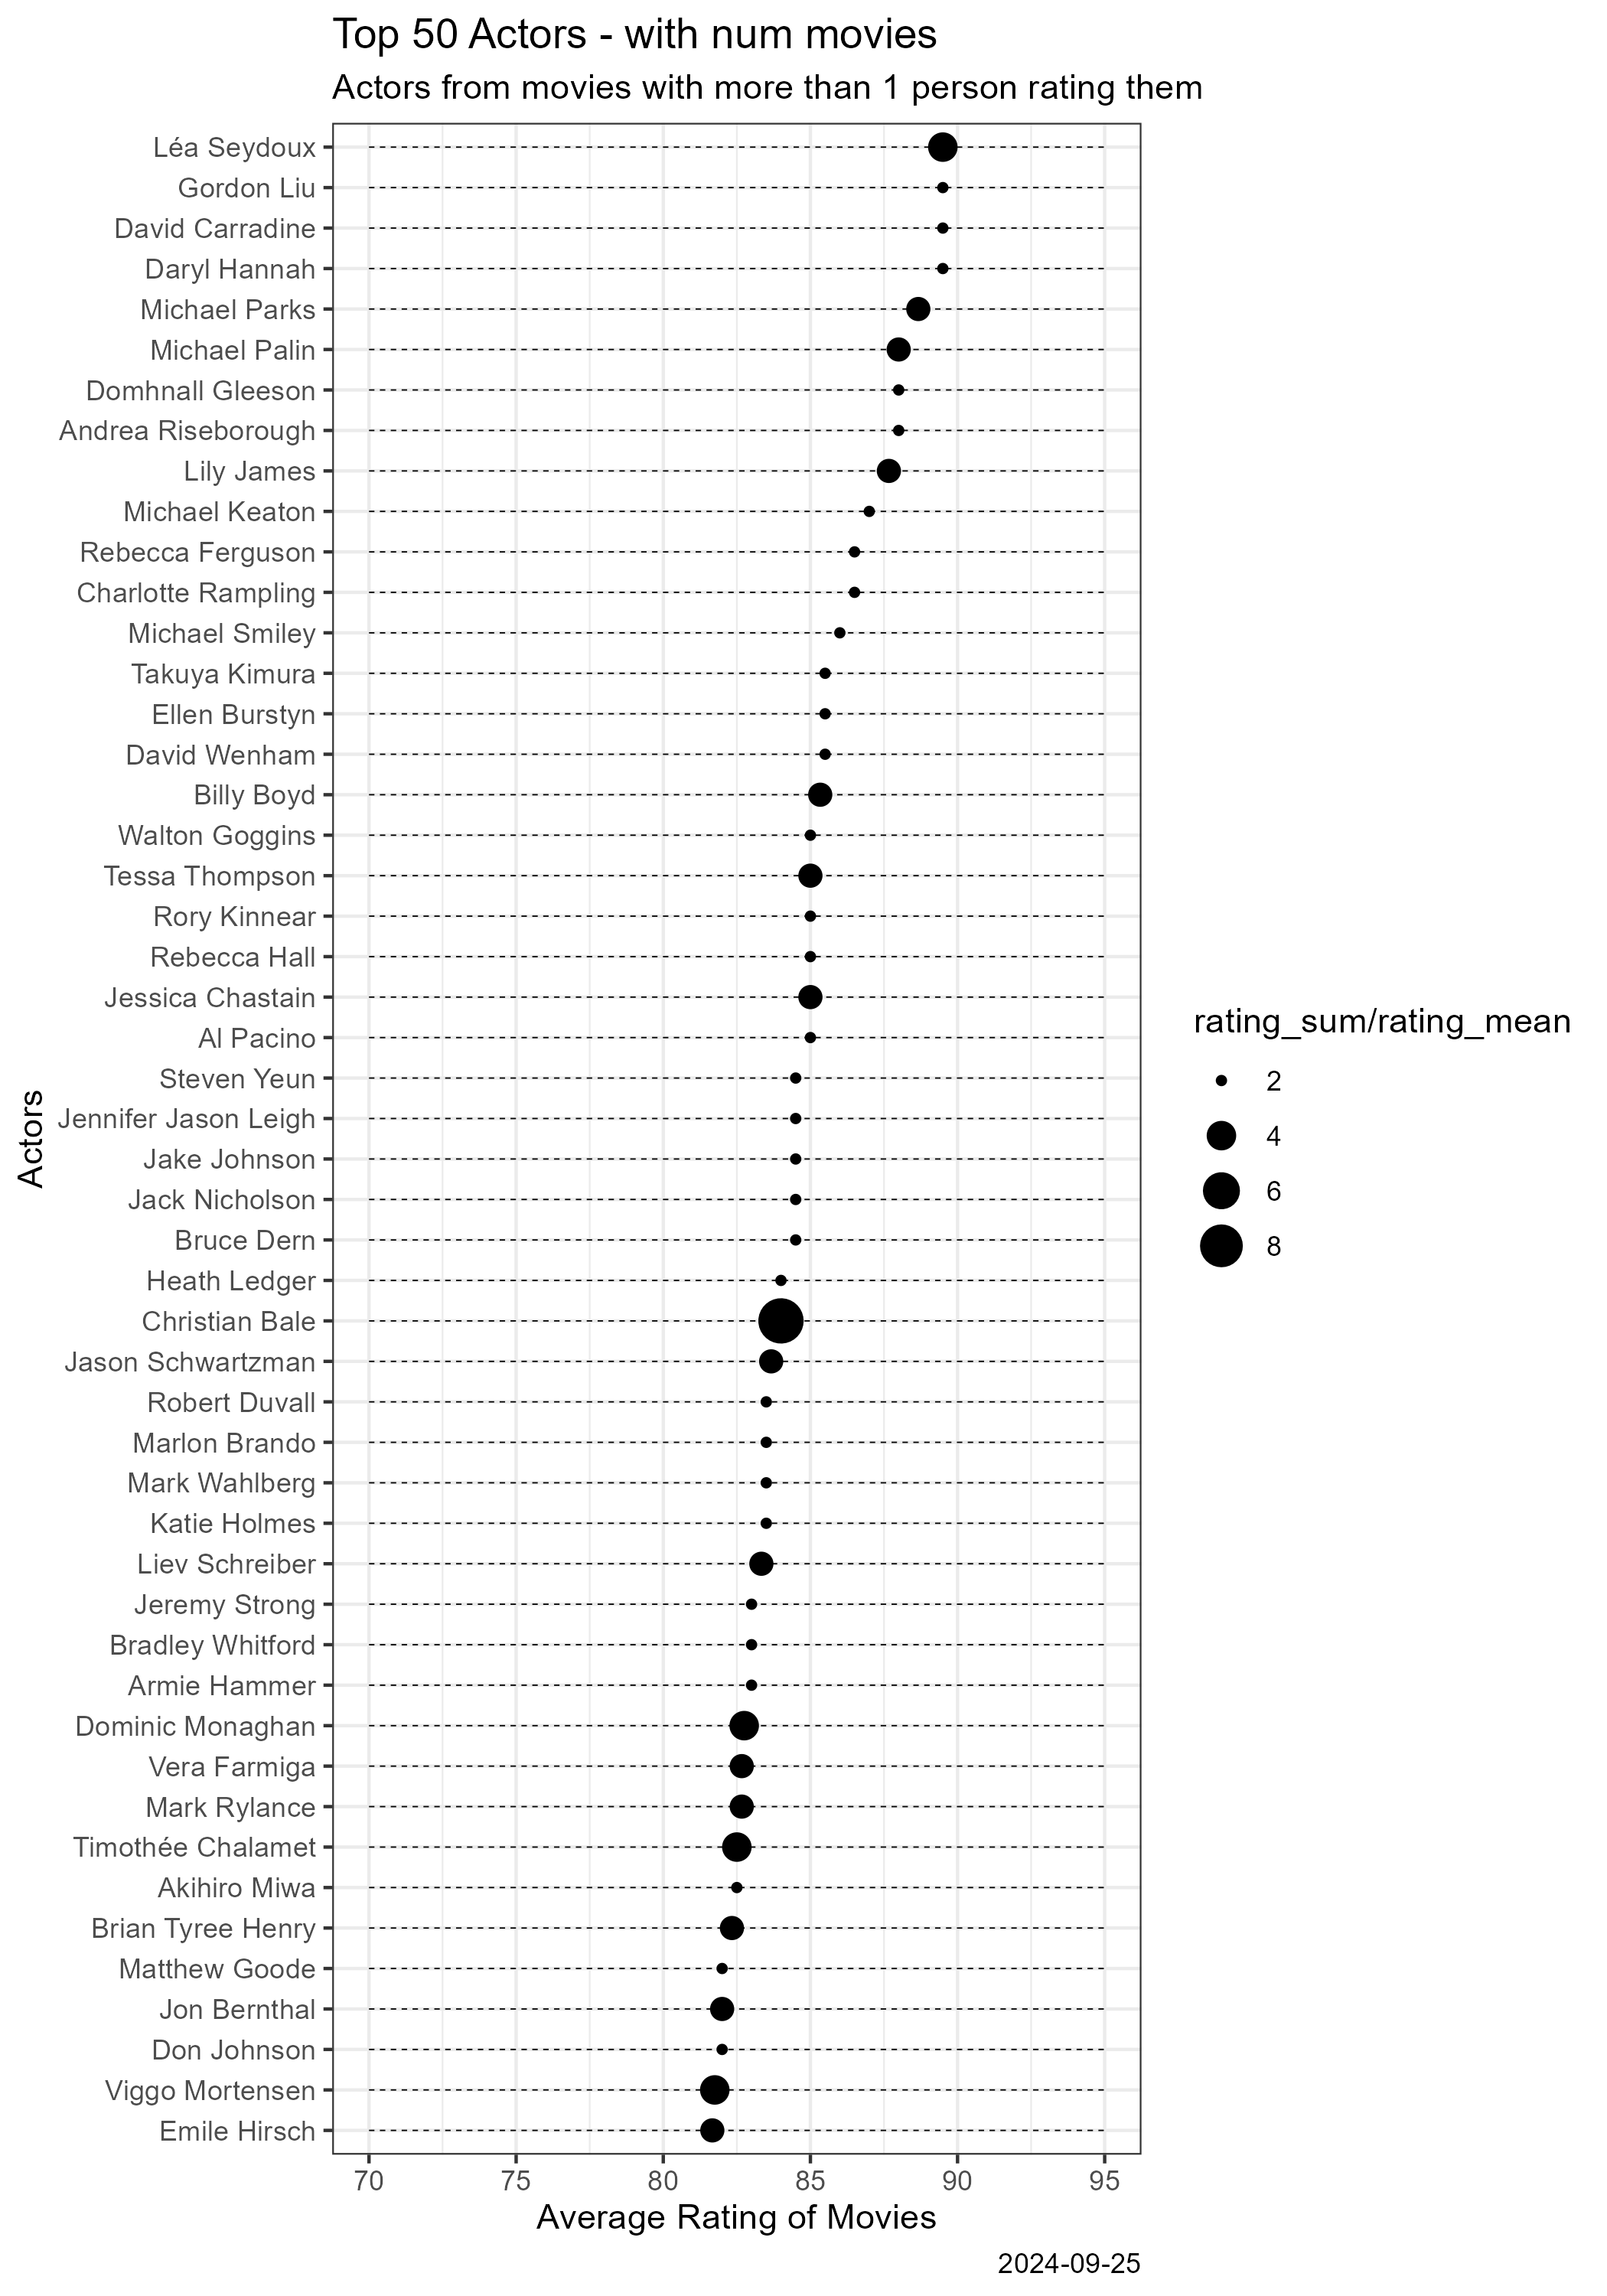 Top 50 Actors - with num movies
Actors from movies with more than 1 person rating them
Léa Seydoux
Gordon Liu
David Carradine
Daryl Hannah
Michael Parks
Michael Palin
Domhnall Gleeson
Andrea Riseborough
Lily James
Michael Keaton
Rebecca Ferguson
Charlotte Rampling
Michael Smiley
Takuya Kimura
Ellen Burstyn
David Wenham
Billy Boyd
Walton Goggins
Tessa Thompson
Rory Kinnear
Rebecca Hall
Jessica Chastain
Al Pacino
Steven Yeun
Jennifer Jason Leigh
Jake Johnson
Jack Nicholson
Bruce Dern
Heath Ledger
Christian Bale
Jason Schwartzman
Robert Duvall
Marlon Brando
Mark Wahlberg
Katie Holmes
Liev Schreiber
Jeremy Strong
Bradley Whitford
Armie Hammer
Dominic Monaghan
Vera Farmiga
Mark Rylance
Timothée Chalamet
Akihiro Miwa
Brian Tyree Henry
Matthew Goode
Jon Bernthal
Don Johnson
Viggo Mortensen
Emile Hirsch
Actors
70 75 80 85 90 95
Average Rating of Movies
rating_sum/rating_mean
2
4
6
8
2024-09-25